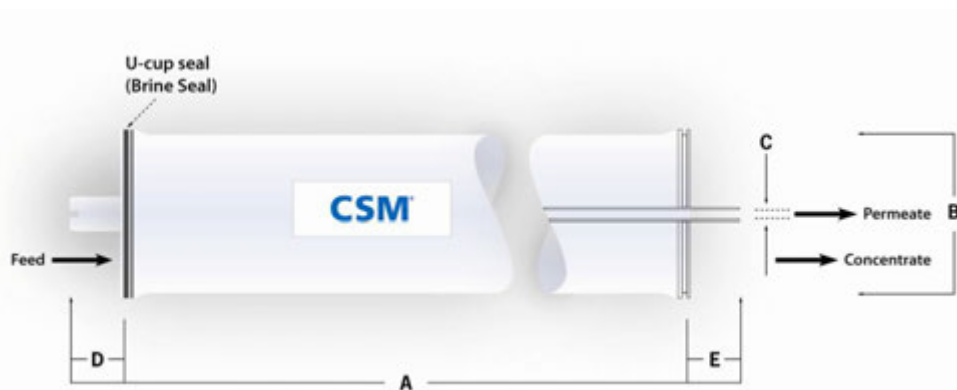 U-cup seal
(Brine Seal)
C
CSM
Permeate
B
Feed
Concentrate
D
E
A